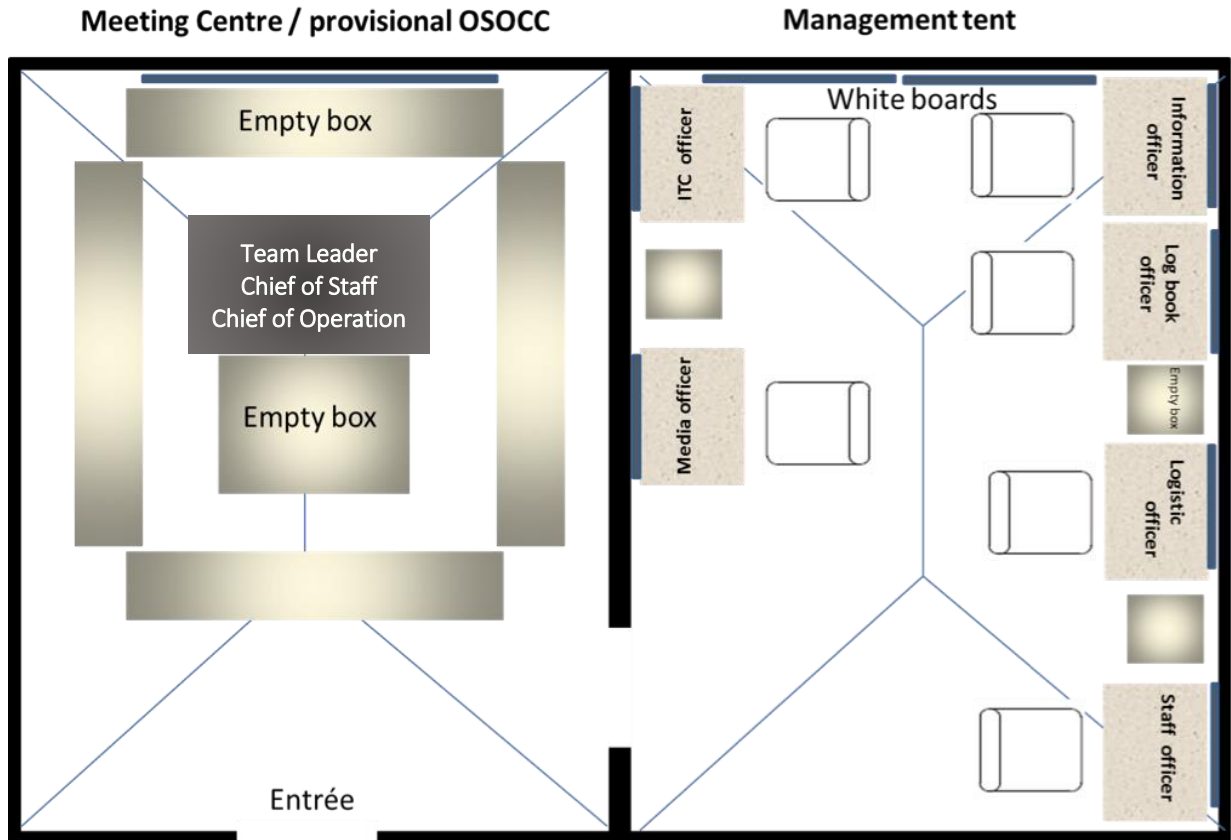 Meeting Centre / provisional OSOCC
Management tent
Empty box
Team Leader
Chief of Staff
Chief of Operation
Empty box
Entrée
White boards
ITC officer
Media officer
Information
officer
Log book
officer
Empty box
Logistic
officer
Staff officer